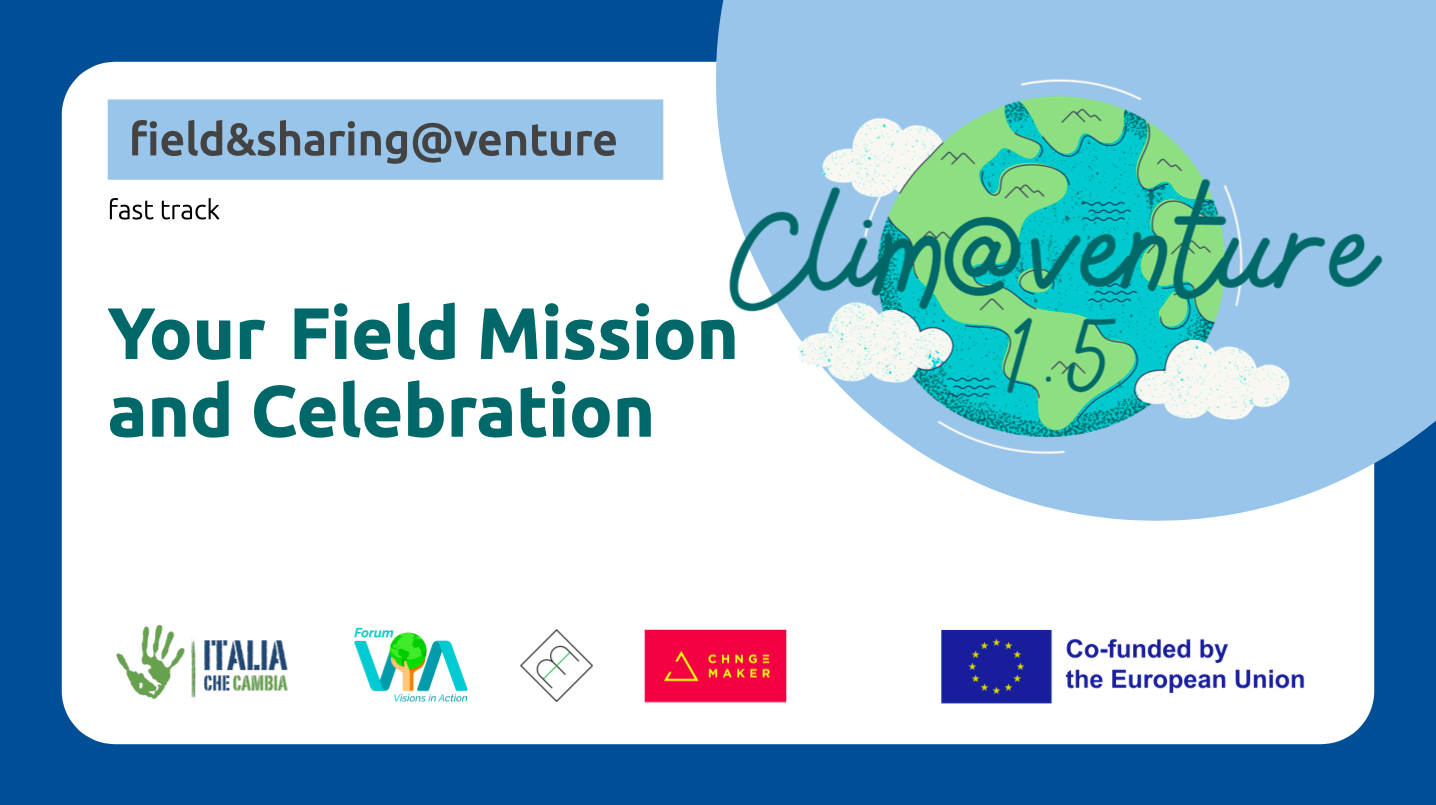 field&sharing@venture
fast track
Clim@venture
1.5
Your Field Mission
and Celebration
ITALIA
CHE CAMBIA
Forum
VIA
Visions in Action
CHNGE
MAKER
Co-funded by
the European Union